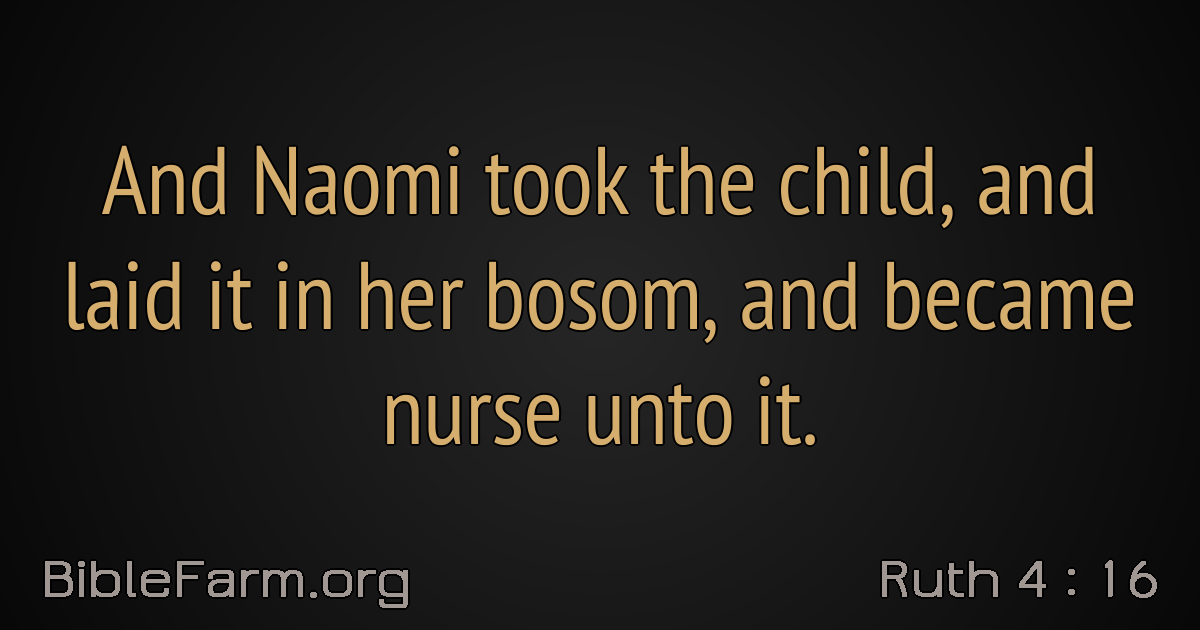 And Naomi took the child, and
laid it in her bosom, and became
nurse unto it.
BibleFarm.org
Ruth 4 : 16